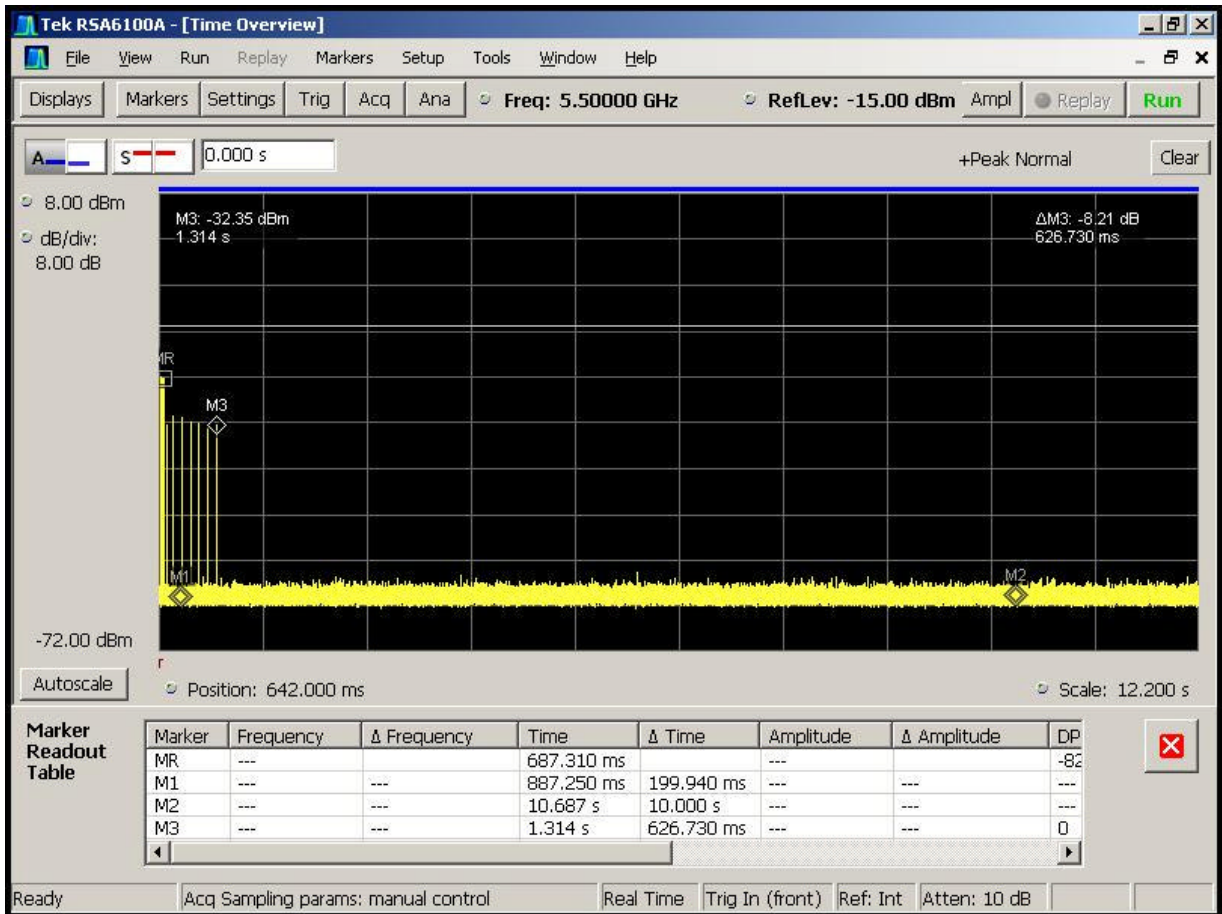 Tek RSA6100A - [Time Overview]
File View Run Replay Markers Setup Tools Window Help
Displays Markers Settings Trig Acq Ana Freq: 5.50000 GHz RefLev: -15.00 dBm Ampl Replay Run
A S 0.000 s +Peak Normal Clear
8.00 dBm
dB/div:
8.00 dB
M3: -32.35 dBm
1.314 s
ΔM3: -8.21 dB
626.730 ms
MR
M3
M1
M2
-72.00 dBm
r
Autoscale Position: 642.000 ms Scale: 12.200 s
Marker
Readout
Table
Marker Frequency Δ Frequency Time Δ Time Amplitude Δ Amplitude DP
MR --- 687.310 ms --- -82
M1 --- --- 887.250 ms 199.940 ms --- --- ---
M2 --- --- 10.687 s 10.000 s --- --- ---
M3 --- --- 1.314 s 626.730 ms --- --- 0
Ready Acq Sampling params: manual control Real Time Trig In (front) Ref: Int Atten: 10 dB